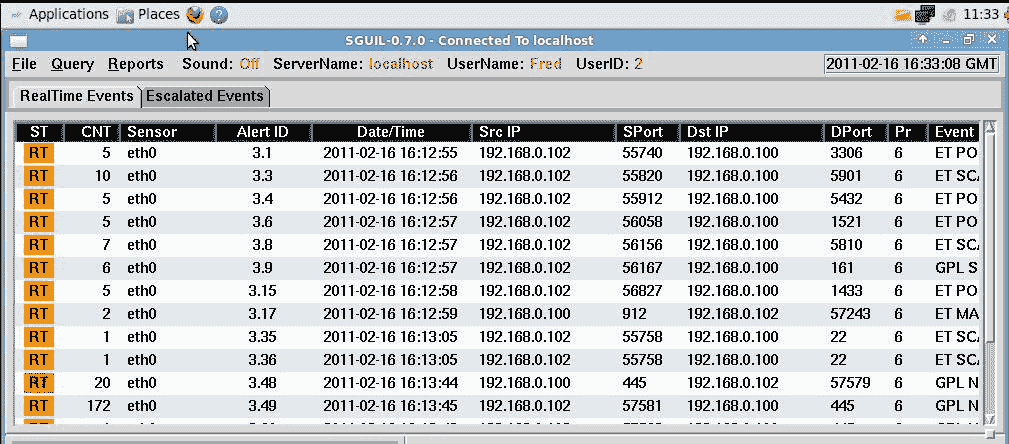 Applications Places 11:33
SGUIL-0.7.0 - Connected To localhost
File Query Reports Sound: Off ServerName: localhost UserName: Fred UserID: 2 2011-02-16 16:33:08 GMT
RealTime Events Escalated Events
ST CNT Sensor Alert ID Date/Time Src IP SPort Dst IP DPort Pr Event
RT 5 eth0 3.1 2011-02-16 16:12:55 192.168.0.102 55740 192.168.0.100 3306 6 ET PO
RT 10 eth0 3.3 2011-02-16 16:12:56 192.168.0.102 55820 192.168.0.100 5901 6 ET SCA
RT 5 eth0 3.4 2011-02-16 16:12:56 192.168.0.102 55912 192.168.0.100 5432 6 ET PO
RT 5 eth0 3.6 2011-02-16 16:12:57 192.168.0.102 56058 192.168.0.100 1521 6 ET PO
RT 7 eth0 3.8 2011-02-16 16:12:57 192.168.0.102 56156 192.168.0.100 5810 6 ET SCA
RT 6 eth0 3.9 2011-02-16 16:12:57 192.168.0.102 56167 192.168.0.100 161 6 GPL S
RT 5 eth0 3.15 2011-02-16 16:12:58 192.168.0.102 56827 192.168.0.100 1433 6 ET PO
RT 2 eth0 3.17 2011-02-16 16:12:59 192.168.0.100 912 192.168.0.102 57243 6 ET MA
RT 1 eth0 3.35 2011-02-16 16:13:05 192.168.0.102 55758 192.168.0.100 22 6 ET SCA
RT 1 eth0 3.36 2011-02-16 16:13:05 192.168.0.102 55758 192.168.0.100 22 6 ET SCA
RT 20 eth0 3.48 2011-02-16 16:13:44 192.168.0.100 445 192.168.0.102 57579 6 GPL N
RT 172 eth0 3.49 2011-02-16 16:13:45 192.168.0.102 57581 192.168.0.100 445 6 GPL N